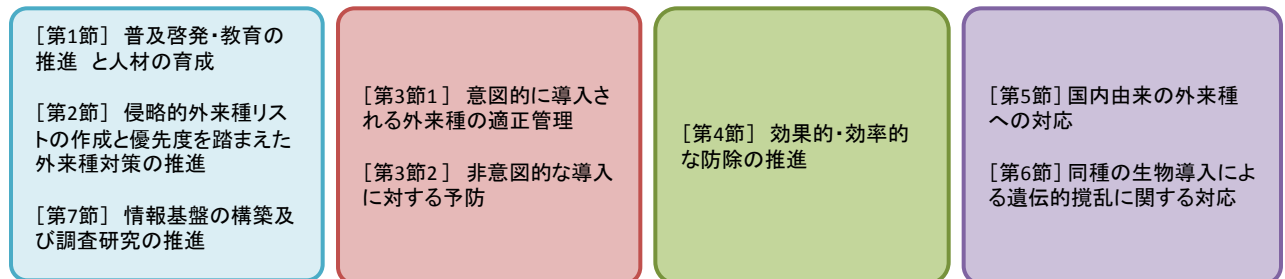 ［第1節］ 普及啓発・教育の
推進 と人材の育成
［第2節］ 侵略的外来種リス
トの作成と優先度を踏まえた
外来種対策の推進
［第7節］ 情報基盤の構築及
び調査研究の推進
［第3節1］ 意図的に導入さ
れる外来種の適正管理
［第3節2］ 非意図的な導入
に対する予防
［第4節］ 効果的・効率的
な防除の推進
［第5節］国内由来の外来種
への対応
［第6節］同種の生物導入によ
る遺伝的撹乱に関する対応